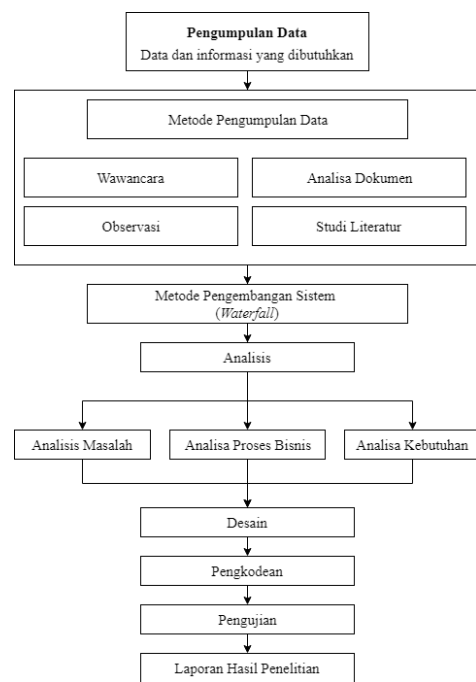 Pengumpulan Data
Data dan informasi yang dibutuhkan
Metode Pengumpulan Data
Wawancara
Analisa Dokumen
Observasi
Studi Literatur
Metode Pengembangan Sistem
(Waterfall)
Analisis
Analisis Masalah
Analisa Proses Bisnis
Analisa Kebutuhan
Desain
Pengkodean
Pengujian
Laporan Hasil Penelitian